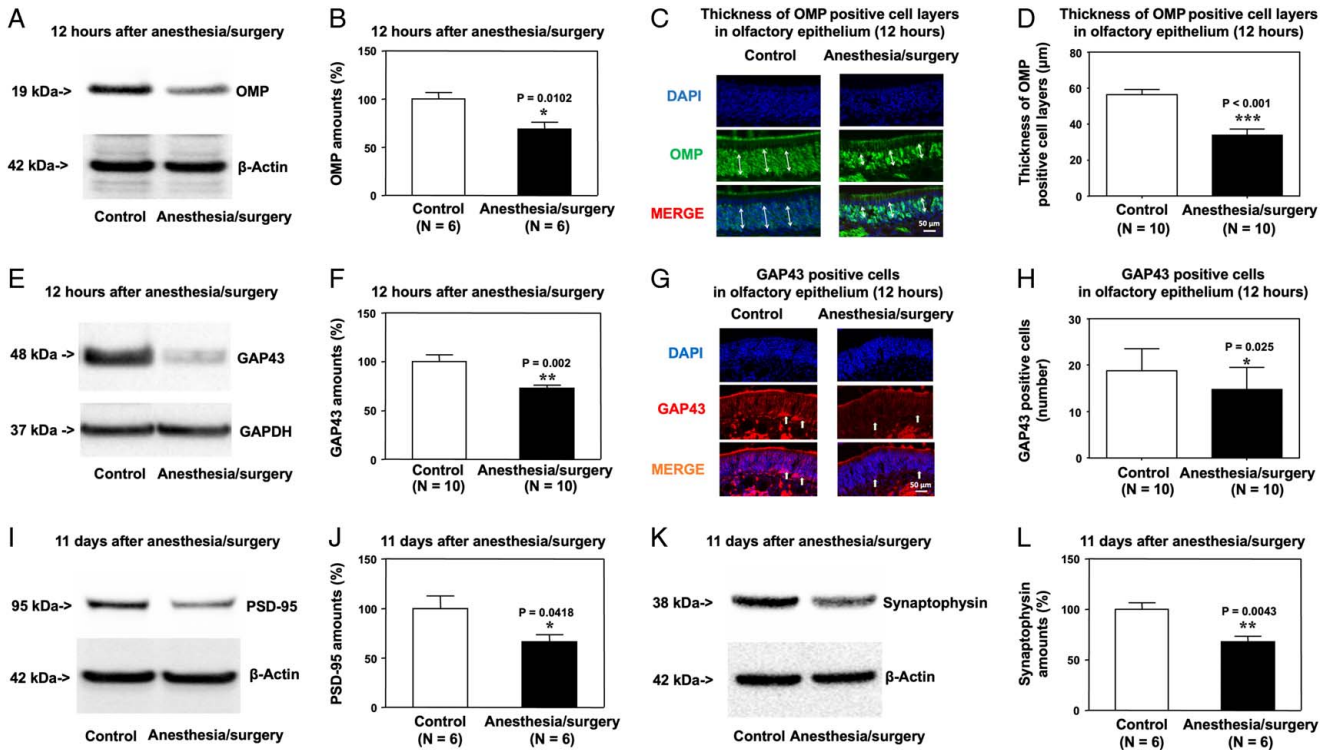 A
12 hours after anesthesia/surgery
19 kDa->
OMP
42 kDa->
β-Actin
Control Anesthesia/surgery
B
12 hours after anesthesia/surgery
OMP amounts (%)
150
100
50
0
P = 0.0102
*
Control Anesthesia/surgery
(N = 6) (N = 6)
C
Thickness of OMP positive cell layers
in olfactory epithelium (12 hours)
Control Anesthesia/surgery
DAPI
OMP
MERGE
50 μm
D
Thickness of OMP positive cell layers
in olfactory epithelium (12 hours)
Thickness of OMP
positive cell layers (μm)
80
60
40
20
0
P < 0.001
***
Control Anesthesia/surgery
(N = 10) (N = 10)
E
12 hours after anesthesia/surgery
48 kDa ->
GAP43
37 kDa ->
GAPDH
Control Anesthesia/surgery
F
12 hours after anesthesia/surgery
GAP43 amounts (%)
150
100
50
0
P = 0.002
**
Control Anesthesia/surgery
(N = 10) (N = 10)
G
GAP43 positive cells
in olfactory epithelium (12 hours)
Control Anesthesia/surgery
DAPI
GAP43
MERGE
50 μm
H
GAP43 positive cells
in olfactory epithelium (12 hours)
GAP43 positive cells
(number)
30
20
10
0
P = 0.025
*
Control Anesthesia/surgery
(N = 10) (N = 10)
I
11 days after anesthesia/surgery
95 kDa->
PSD-95
42 kDa->
β-Actin
Control Anesthesia/surgery
J
11 days after anesthesia/surgery
PSD-95 amounts (%)
150
100
50
0
P = 0.0418
*
Control Anesthesia/surgery
(N = 6) (N = 6)
K
11 days after anesthesia/surgery
38 kDa->
Synaptophysin
42 kDa->
β-Actin
Control Anesthesia/surgery
L
11 days after anesthesia/surgery
Synaptophysin
amounts (%)
150
100
50
0
P = 0.0043
**
Control Anesthesia/surgery
(N = 6) (N = 6)